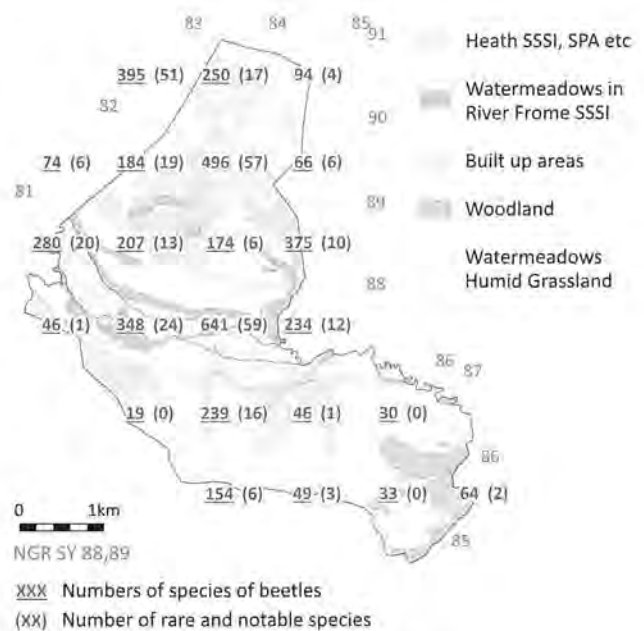 83 84 85
91
Heath SSSI, SPA etc
395 (51) 250 (17) 94 (4)
82
Watermeadows in
River Frome SSSI
90
74 (6) 184 (19) 496 (57) 66 (6)
Built up areas
81
89
Woodland
280 (20) 207 (13) 174 (6) 375 (10)
88
Watermeadows
Humid Grassland
46 (1) 348 (24) 641 (59) 234 (12)
86
87
19 (0) 239 (16) 46 (1) 30 (0)
86
154 (6) 49 (3) 33 (0) 64 (2)
0 1km
85
NGR SY 88,89
XXX Numbers of species of beetles
(xx) Number of rare and notable species